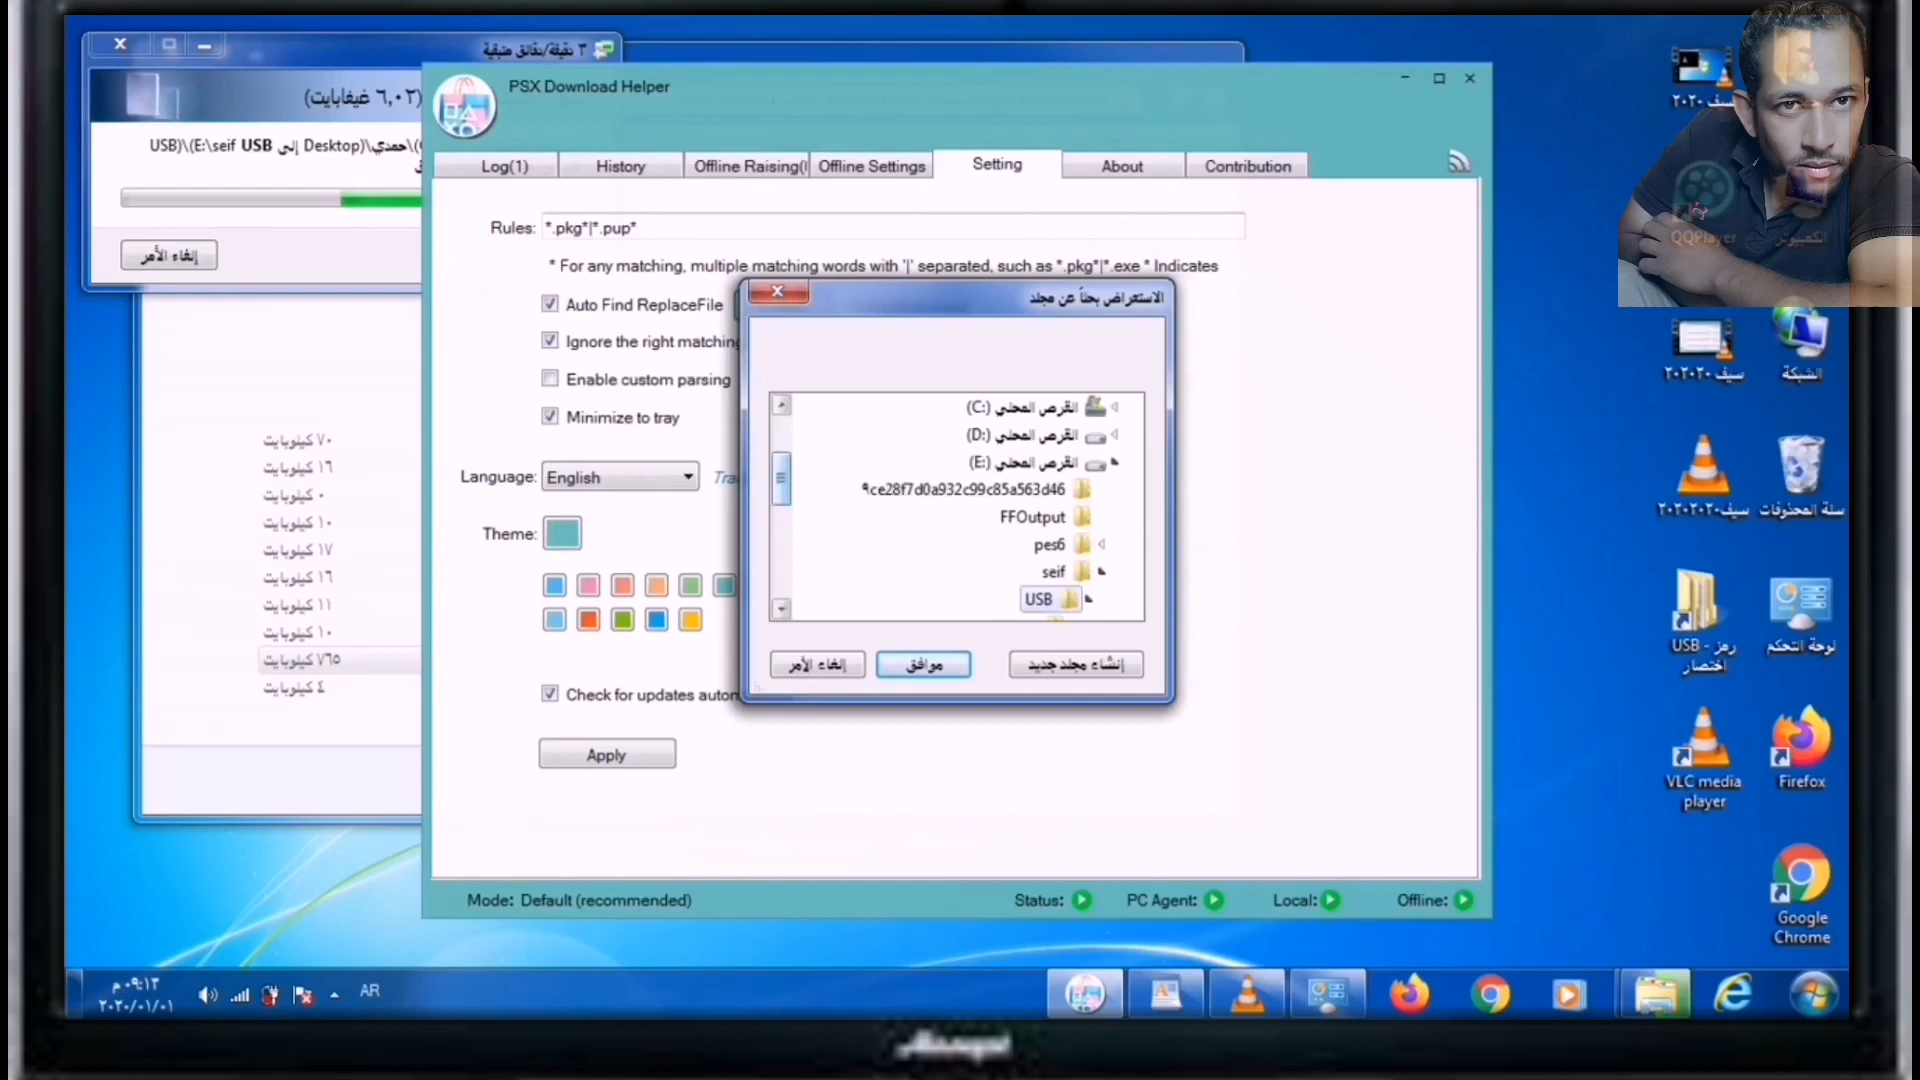 ٣ دقيقة/دقائق متبقية
(٦,٠٢ غيغابايت)
USB)\(E:\seif USB إلى Desktop)\حمدي\
إلغاء الأمر
٧٠ كيلوبايت
١٦ كيلوبايت
٠ كيلوبايت
١٠ كيلوبايت
١٧ كيلوبايت
١٦ كيلوبايت
١١ كيلوبايت
١٠ كيلوبايت
٧٦٥ كيلوبايت
٤ كيلوبايت
PSX Download Helper
Log(1) History Offline Raising( Offline Settings Setting About Contribution
Rules: *.pkg*|*.pup*
* For any matching, multiple matching words with '|' separated, such as *.pkg*|*.exe * Indicates
Auto Find ReplaceFile
Ignore the right matching
Enable custom parsing
Minimize to tray
Language: English
Theme:
Check for updates autom
Apply
Mode: Default (recommended) Status: PC Agent: Local: Offline:
الاستعراض بحثاً عن مجلد
القرص المحلي (C:)
القرص المحلي (D:)
القرص المحلي (E:)
٩ce28f7d0a932c99c85a563d46
FFOutput
pes6
seif
USB
إنشاء مجلد جديد
موافق
إلغاء الأمر
سيف ٢٠٢٠
الكمبيوتر
QQPlayer
الشبكة
سيف ٢٠٢٠٢٠
سلة المحذوفات
سيف٢٠٢٠٢٠٢٠
لوحة التحكم
رمز - USB
اختصار
Firefox
VLC media
player
Google
Chrome
AR
٠٩:١٣ م
٢٠٢٠/٠١/٠١